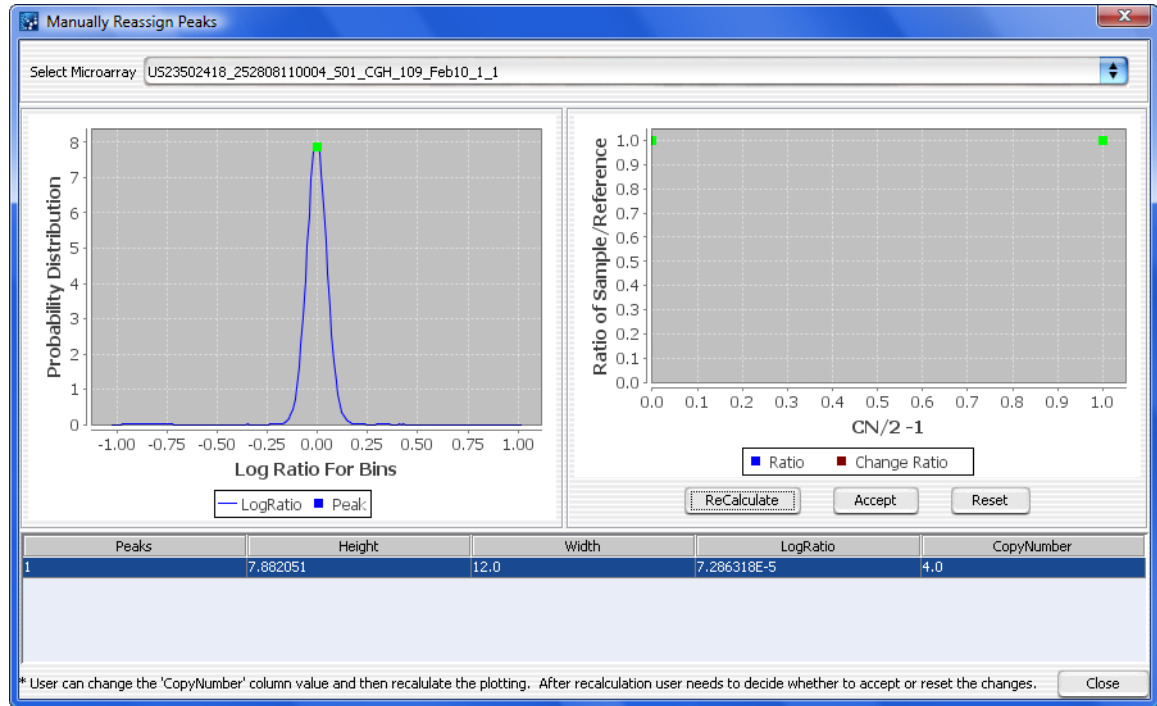 Manually Reassign Peaks
Select Microarray US23502418_252808110004_S01_CGH_109_Feb10_1_1
Probability Distribution
8
7
6
5
4
3
2
1
0
-1.00 -0.75 -0.50 -0.25 0.00 0.25 0.50 0.75 1.00
Log Ratio For Bins
LogRatio Peak
Ratio of Sample/Reference
1.0
0.9
0.8
0.7
0.6
0.5
0.4
0.3
0.2
0.1
0.0
0.0 0.1 0.2 0.3 0.4 0.5 0.6 0.7 0.8 0.9 1.0
CN/2 -1
Ratio Change Ratio
ReCalculate Accept Reset
Peaks Height Width LogRatio CopyNumber
1 7.882051 12.0 7.286318E-5 4.0
* User can change the 'CopyNumber' column value and then recalulate the plotting. After recalculation user needs to decide whether to accept or reset the changes. Close